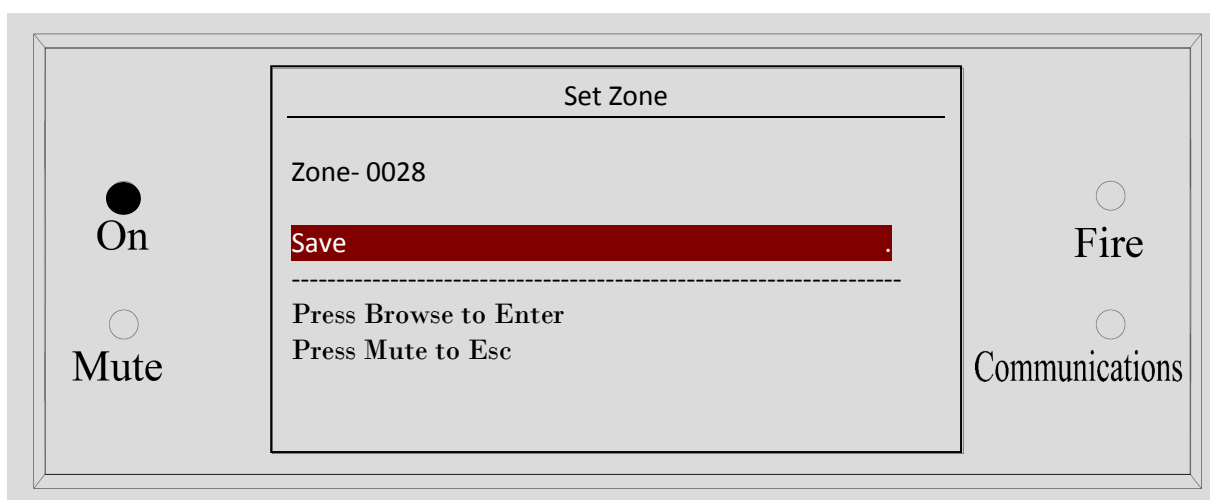 Set Zone
Zone- 0028
On
Save .
Fire
--------------------------------------------------------------------
Press Browse to Enter
Press Mute to Esc
Mute
Communications